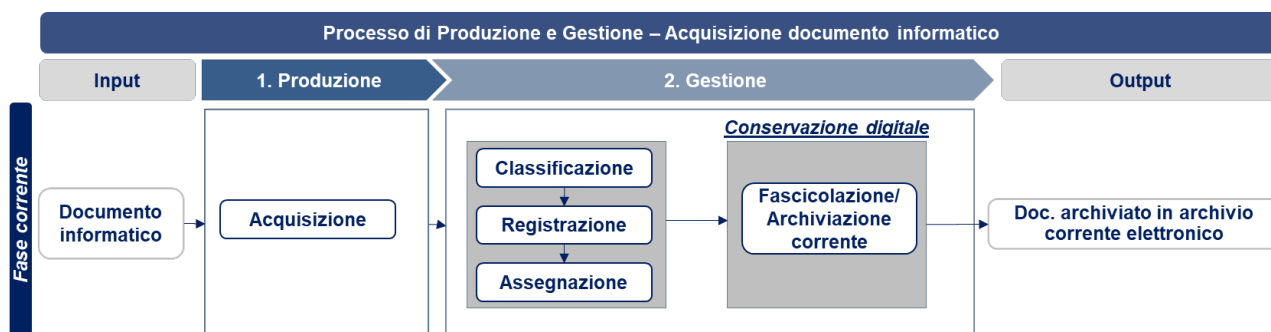 Processo di Produzione e Gestione – Acquisizione documento informatico
Input
1. Produzione
2. Gestione
Output
Fase corrente
Documento
informatico
Acquisizione
Classificazione
Registrazione
Assegnazione
Conservazione digitale
Fascicolazione/
Archiviazione
corrente
Doc. archiviato in archivio
corrente elettronico